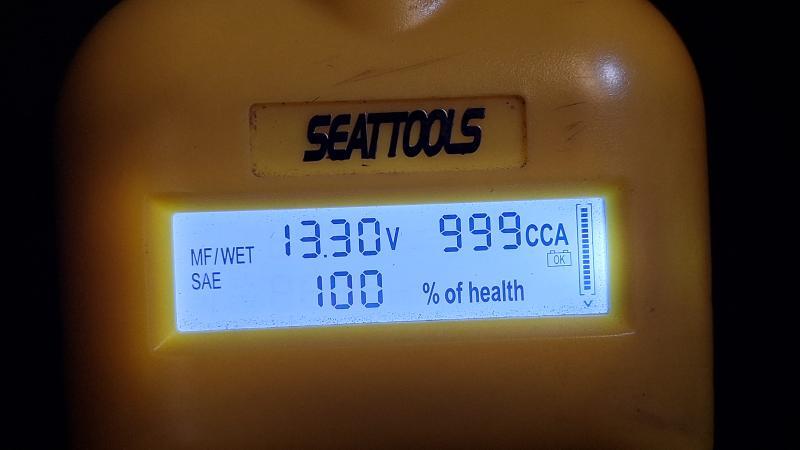 SEATTOOLS
MF/WET 13.30V 999CCA
SAE OK
100 % of health